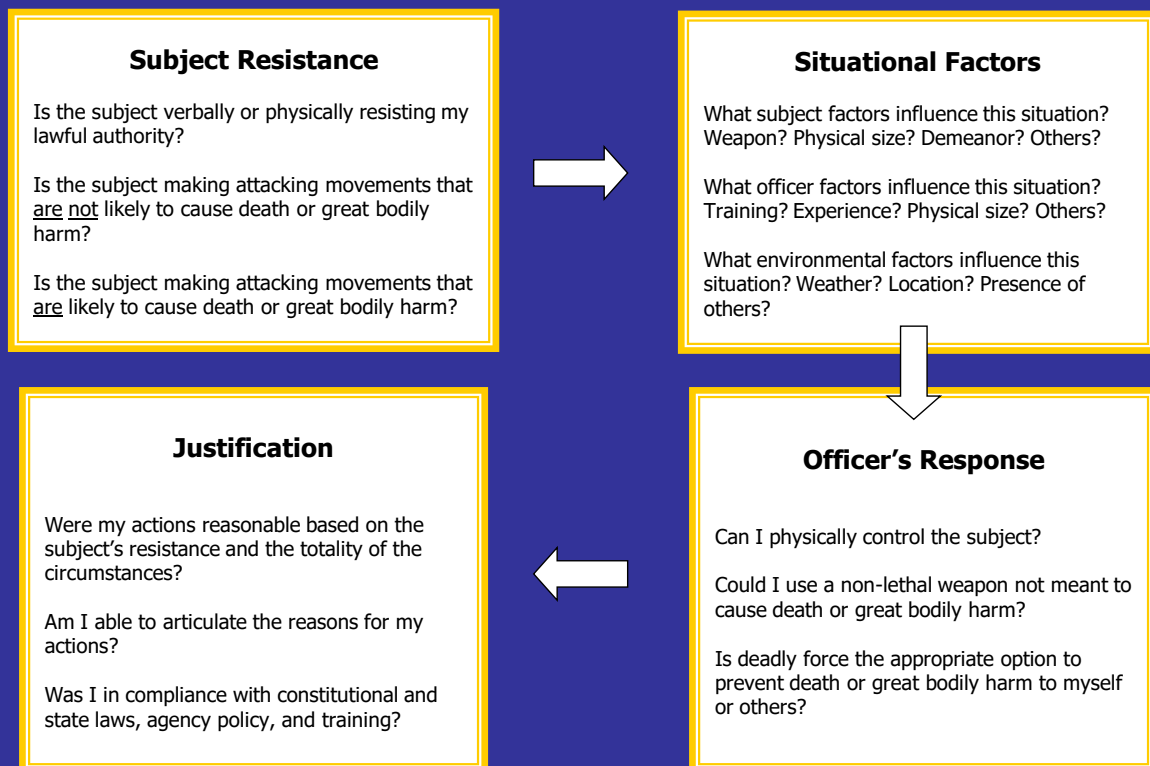 Subject Resistance
Is the subject verbally or physically resisting my
lawful authority?
Is the subject making attacking movements that
are not likely to cause death or great bodily
harm?
Is the subject making attacking movements that
are likely to cause death or great bodily harm?
Situational Factors
What subject factors influence this situation?
Weapon? Physical size? Demeanor? Others?
What officer factors influence this situation?
Training? Experience? Physical size? Others?
What environmental factors influence this
situation? Weather? Location? Presence of
others?
Officer’s Response
Can I physically control the subject?
Could I use a non-lethal weapon not meant to
cause death or great bodily harm?
Is deadly force the appropriate option to
prevent death or great bodily harm to myself
or others?
Justification
Were my actions reasonable based on the
subject’s resistance and the totality of the
circumstances?
Am I able to articulate the reasons for my
actions?
Was I in compliance with constitutional and
state laws, agency policy, and training?